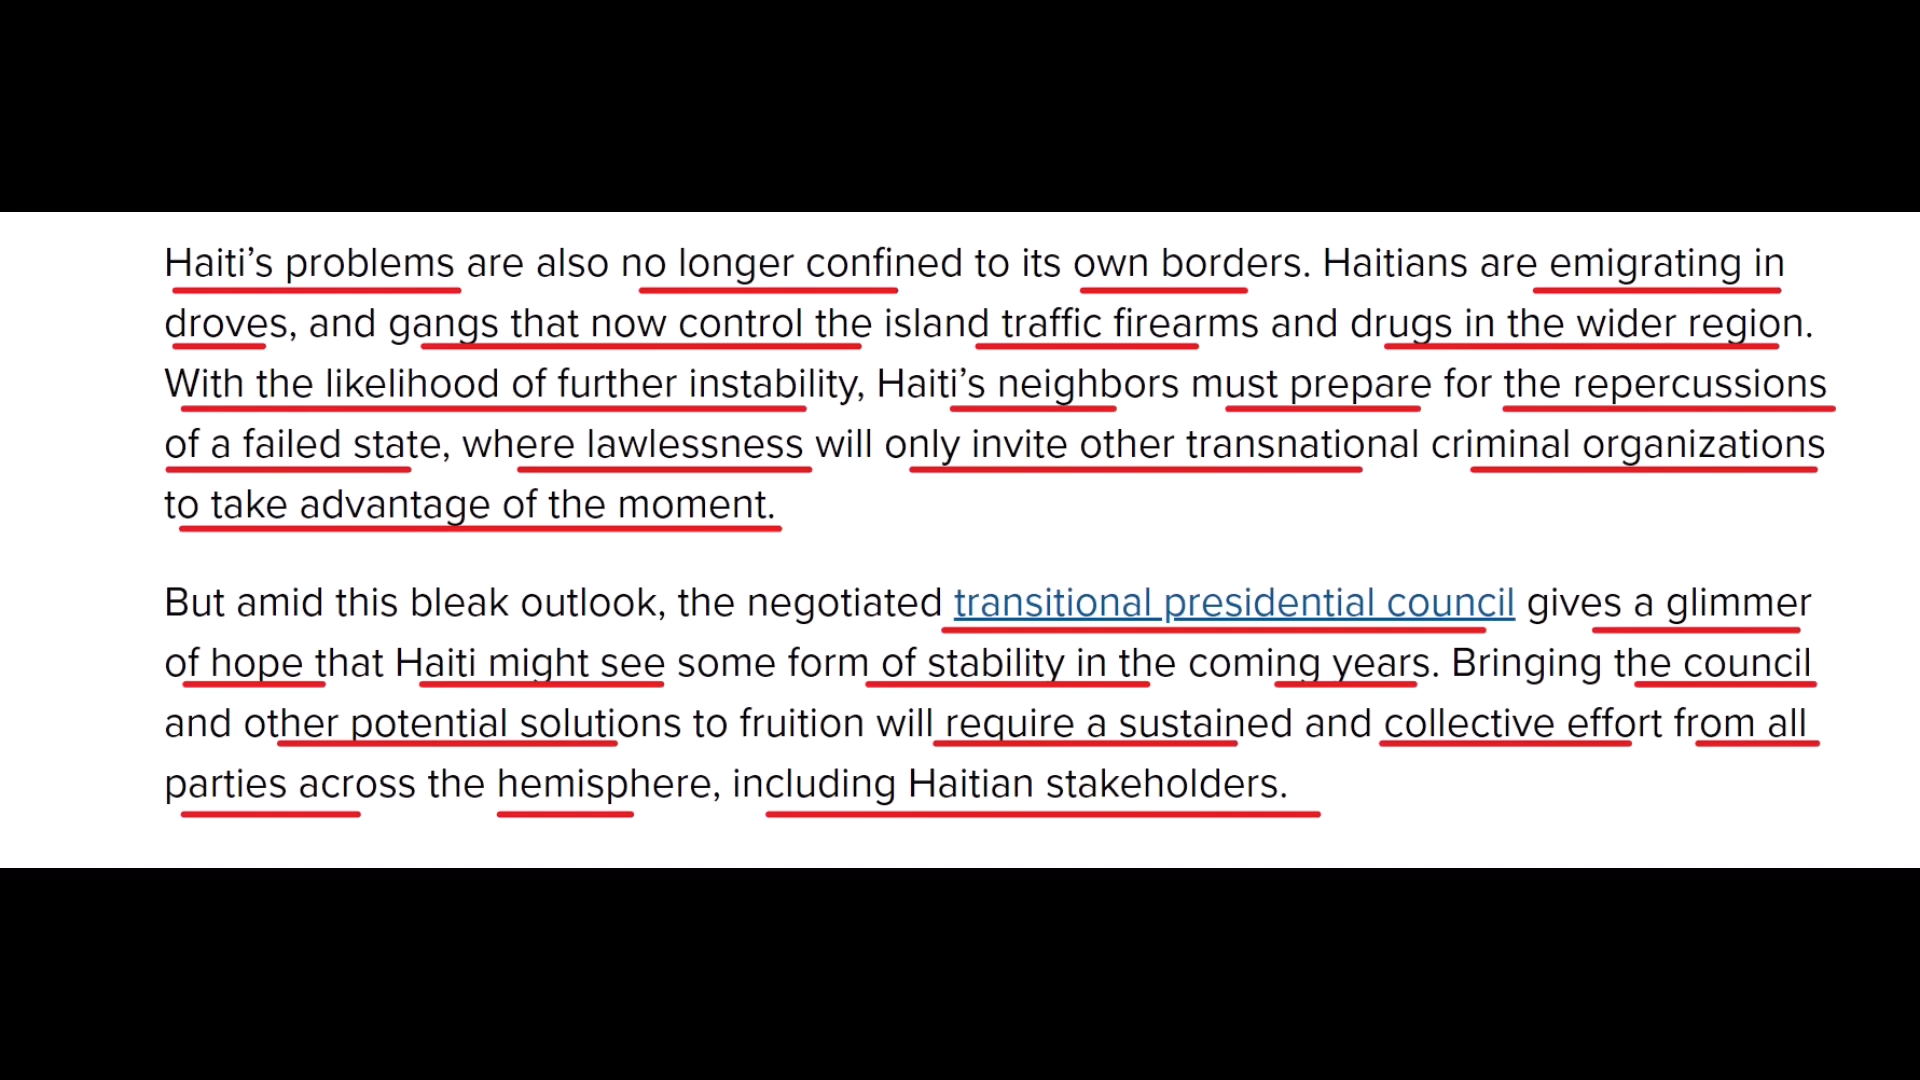 Haiti’s problems are also no longer confined to its own borders. Haitians are emigrating in
droves, and gangs that now control the island traffic firearms and drugs in the wider region.
With the likelihood of further instability, Haiti’s neighbors must prepare for the repercussions
of a failed state, where lawlessness will only invite other transnational criminal organizations
to take advantage of the moment.
But amid this bleak outlook, the negotiated transitional presidential council gives a glimmer
of hope that Haiti might see some form of stability in the coming years. Bringing the council
and other potential solutions to fruition will require a sustained and collective effort from all
parties across the hemisphere, including Haitian stakeholders.